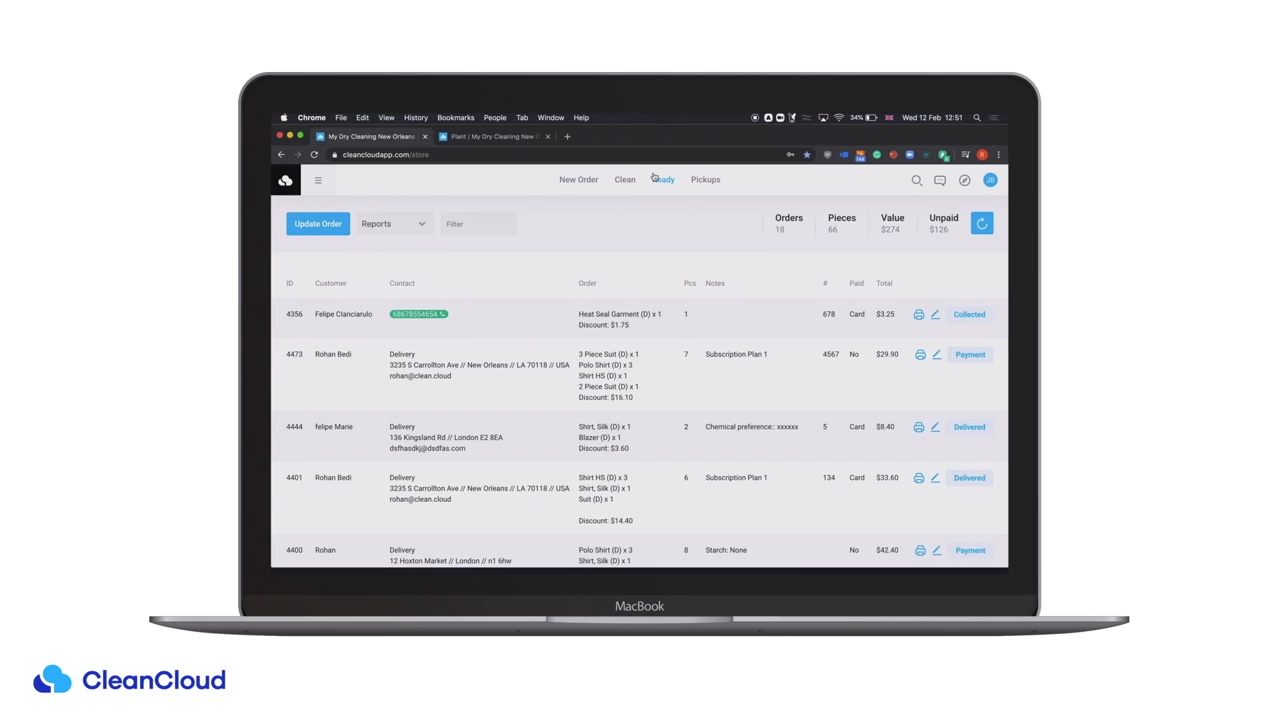 Chrome File Edit View History Bookmarks People Tab Window Help 34% Wed 12 Feb 12:51
My Dry Cleaning New Orleans Plant | My Dry Cleaning New
cleancloudapp.com/store
New Order Clean Ready Pickups JB
Update Order Reports Filter Orders Pieces Value Unpaid
18 66 $274 $126
ID Customer Contact Order Pcs Notes # Paid Total
4356 Felipe CIanciarulo 68678554654 Heat Seal Garment (D) x 1 1 678 Card $3.25 Collected
Discount: $1.75
4473 Rohan Bedi Delivery 3 Piece Suit (D) x 1 7 Subscription Plan 1 4567 No $29.90 Payment
3235 S Carrollton Ave // New Orleans // LA 70118 // USA Polo Shirt (D) x 3
rohan@clean.cloud Shirt HS (D) x 1
2 Piece Suit (D) x 1
Discount: $16.10
4444 felipe Marie Delivery Shirt, Silk (D) x 1 2 Chemical preference:: xxxxxx 5 Card $8.40 Delivered
136 Kingsland Rd // London E2 8EA Blazer (D) x 1
dsfhasdkj@dsdfas.com Discount: $3.60
4401 Rohan Bedi Delivery Shirt HS (D) x 3 6 Subscription Plan 1 134 Card $33.60 Delivered
3235 S Carrollton Ave // New Orleans // LA 70118 // USA Shirt, Silk (D) x 1
rohan@clean.cloud Suit (D) x 1
Discount: $14.40
4400 Rohan Delivery Polo Shirt (D) x 3 8 Starch: None No $42.40 Payment
12 Hoxton Market // London // n1 6hw Shirt, Silk (D) x 1
MacBook
CleanCloud